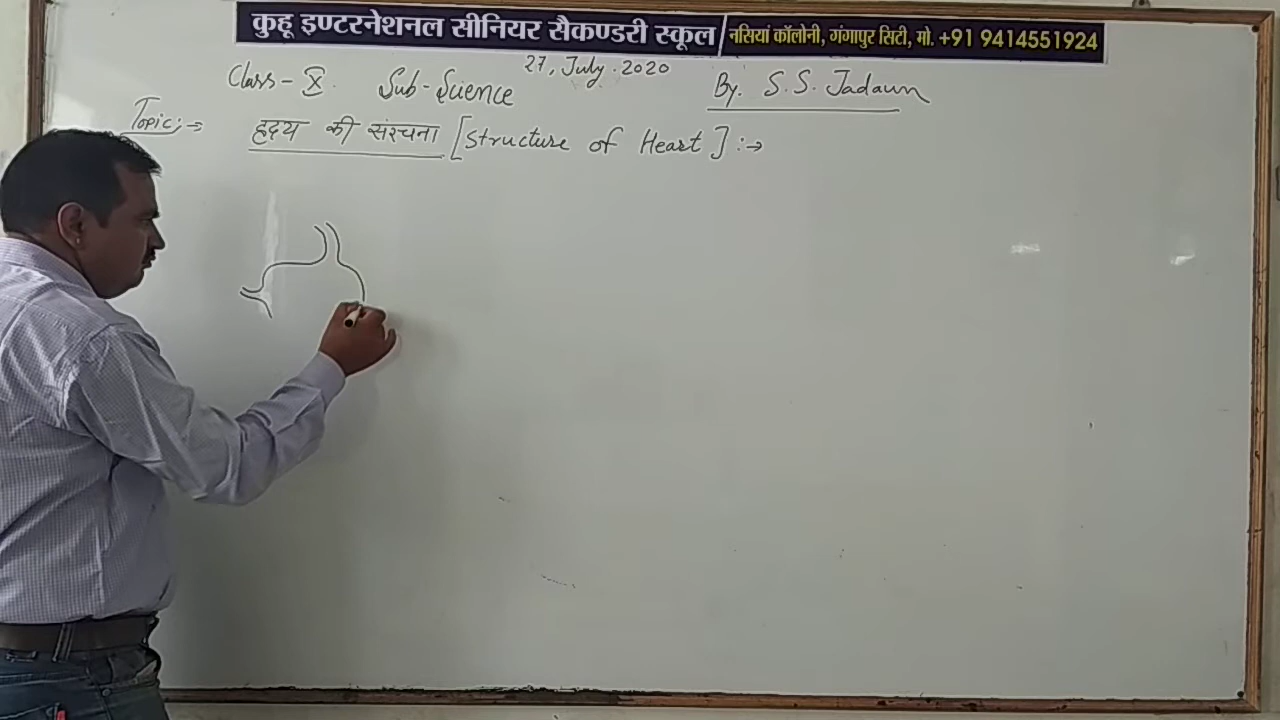 कुहू इण्टरनेशनल सीनियर सैकण्डरी स्कूल नसियां कॉलोनी, गंगापुर सिटी, मो. +91 9414551924
Class - X. Sub - Science 27, July. 2020 By. S. S. Jadaun
Topic :→ हृदय की संरचना [Structure of Heart] :→